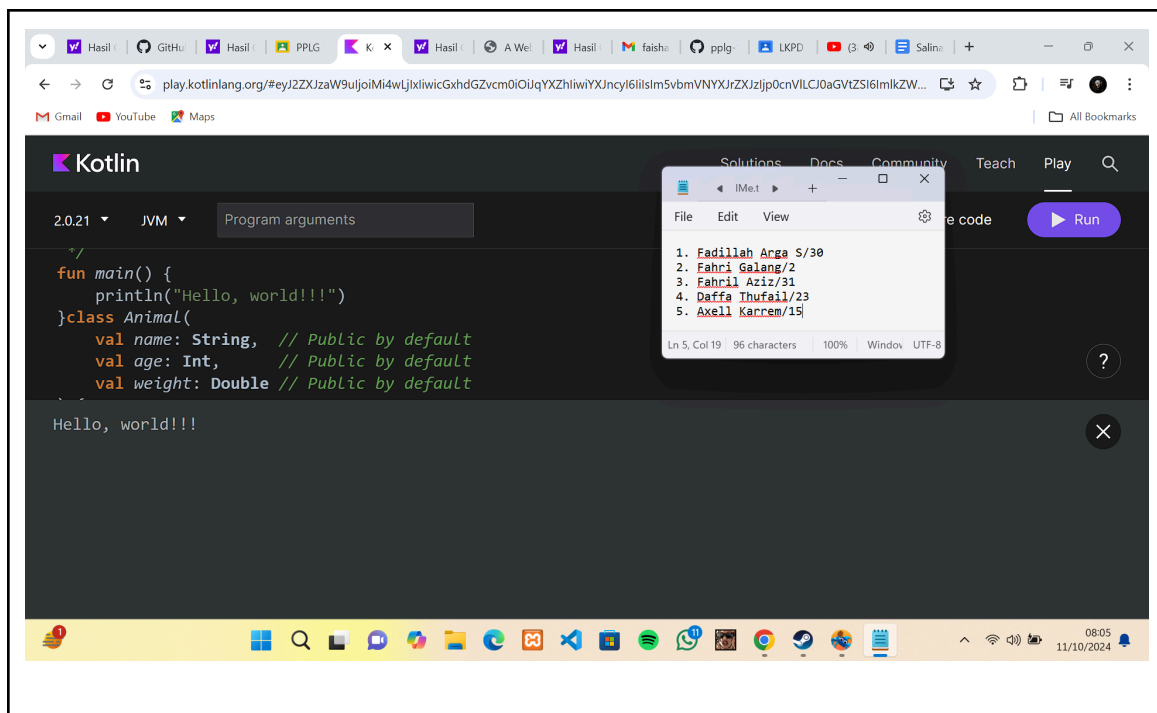 Hasil
GitHu
Hasil
PPLG
K
Hasil
A Wel
Hasil
faisha
pplg-
LKPD
(3
Salina
play.kotlinlang.org/#
Gmail
YouTube
Maps
All Bookmarks
Kotlin
Solutions
Docs
Community
Teach
Play
2.0.21
JVM
Program arguments
re code
Run
*/
fun main() {
println("Hello, world!!!")
}class Animal(
val name: String, // Public by default
val age: Int, // Public by default
val weight: Double // Public by default
IMe.t
File Edit View
1. Fadillah Arga S/30
2. Fahri Galang/2
3. Fahril Aziz/31
4. Daffa Thufail/23
5. Axell Karrem/15
Ln 5, Col 19 96 characters 100% Window UTF-8
?
Hello, world!!!
1
11
08:05
11/10/2024